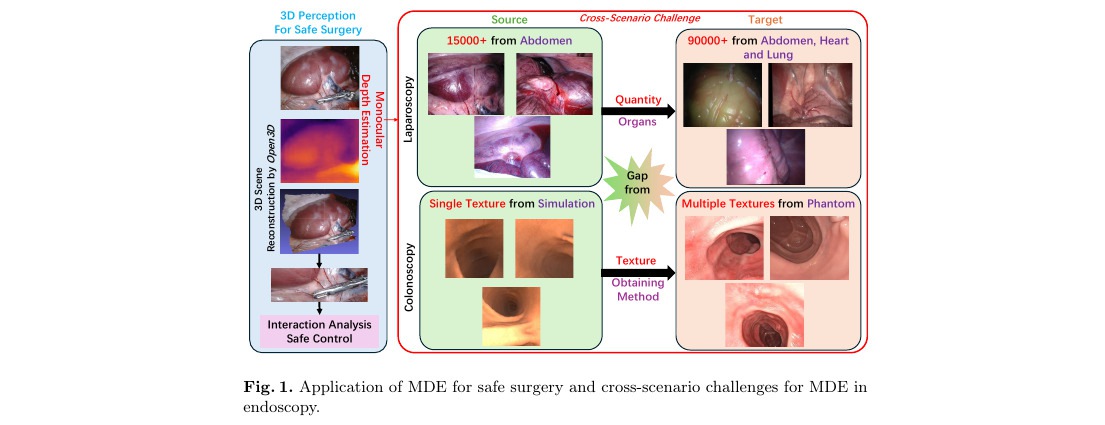 3D Perception
For Safe Surgery
Monocular
Depth Estimation
3D Scene
Reconstruction by Open3D
Interaction Analysis
Safe Control
Source
Cross-Scenario Challenge
Target
Laparoscopy
15000+ from Abdomen
Quantity
Organs
90000+ from Abdomen, Heart
and Lung
Gap
from
Colonoscopy
Single Texture from Simulation
Texture
Obtaining
Method
Multiple Textures from Phantom
Fig. 1. Application of MDE for safe surgery and cross-scenario challenges for MDE in
endoscopy.